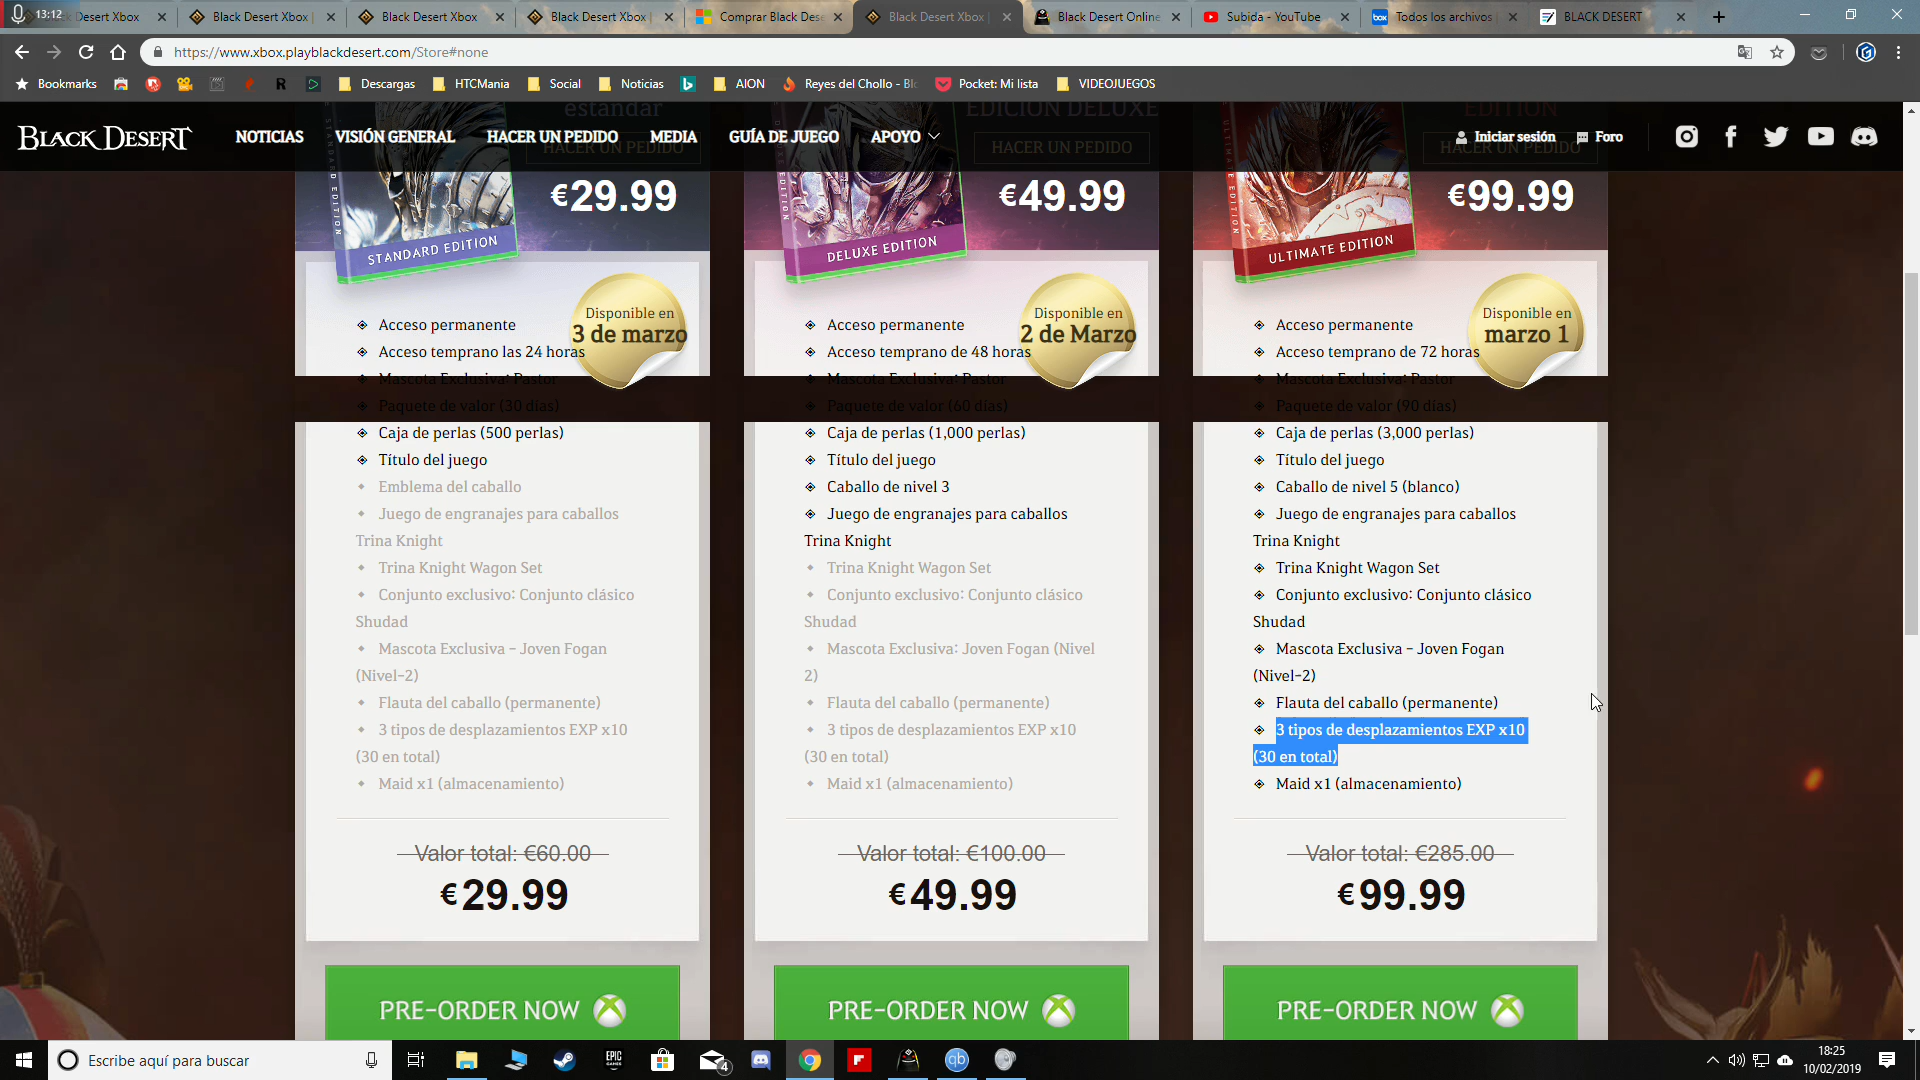 13:12
Desert Xbox
Black Desert Xbox |
Black Desert Xbox
Black Desert Xbox |
Comprar Black Dese
Black Desert Xbox |
Black Desert Online
Subida - YouTube
Todos los archivos |
BLACK DESERT
https://www.xbox.playblackdesert.com/Store#none
Bookmarks
Descargas
HTCMania
Social
Noticias
AION
Reyes del Chollo - Bl
Pocket: Mi lista
VIDEOJUEGOS
BLACK DESERT
NOTICIAS
VISIÓN GENERAL
HACER UN PEDIDO
MEDIA
GUÍA DE JUEGO
APOYO
Iniciar sesión
Foro
estándar
HACER UN PEDIDO
€29.99
STANDARD EDITION
Disponible en
3 de marzo
Acceso permanente
Acceso temprano las 24 horas
Mascota Exclusiva: Pastor
Paquete de valor (30 días)
Caja de perlas (500 perlas)
Título del juego
Emblema del caballo
Juego de engranajes para caballos
Trina Knight
Trina Knight Wagon Set
Conjunto exclusivo: Conjunto clásico
Shudad
Mascota Exclusiva - Joven Fogan
(Nivel-2)
Flauta del caballo (permanente)
3 tipos de desplazamientos EXP x10
(30 en total)
Maid x1 (almacenamiento)
Valor total: €60.00
€29.99
PRE-ORDER NOW
EDICIÓN DELUXE
HACER UN PEDIDO
€49.99
DELUXE EDITION
Disponible en
2 de Marzo
Acceso permanente
Acceso temprano de 48 horas
Mascota Exclusiva: Pastor
Paquete de valor (60 días)
Caja de perlas (1,000 perlas)
Título del juego
Caballo de nivel 3
Juego de engranajes para caballos
Trina Knight
Trina Knight Wagon Set
Conjunto exclusivo: Conjunto clásico
Shudad
Mascota Exclusiva: Joven Fogan (Nivel
2)
Flauta del caballo (permanente)
3 tipos de desplazamientos EXP x10
(30 en total)
Maid x1 (almacenamiento)
Valor total: €100.00
€49.99
PRE-ORDER NOW
EDITION
HACER UN PEDIDO
€99.99
ULTIMATE EDITION
Disponible en
marzo 1
Acceso permanente
Acceso temprano de 72 horas
Mascota Exclusiva: Pastor
Paquete de valor (90 días)
Caja de perlas (3,000 perlas)
Título del juego
Caballo de nivel 5 (blanco)
Juego de engranajes para caballos
Trina Knight
Trina Knight Wagon Set
Conjunto exclusivo: Conjunto clásico
Shudad
Mascota Exclusiva - Joven Fogan
(Nivel-2)
Flauta del caballo (permanente)
3 tipos de desplazamientos EXP x10
(30 en total)
Maid x1 (almacenamiento)
Valor total: €285.00
€99.99
PRE-ORDER NOW
Escribe aquí para buscar
EPIC
GAMES
4
qb
18:25
10/02/2019